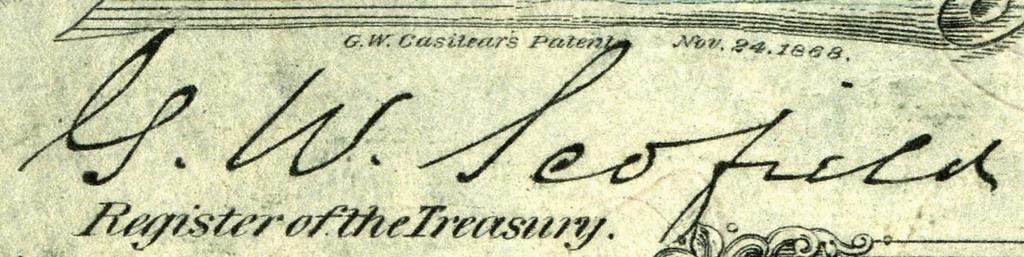 G.W. Casilear's Patent, Nov. 24. 1868.
G. W. Scofield
Register of the Treasury.